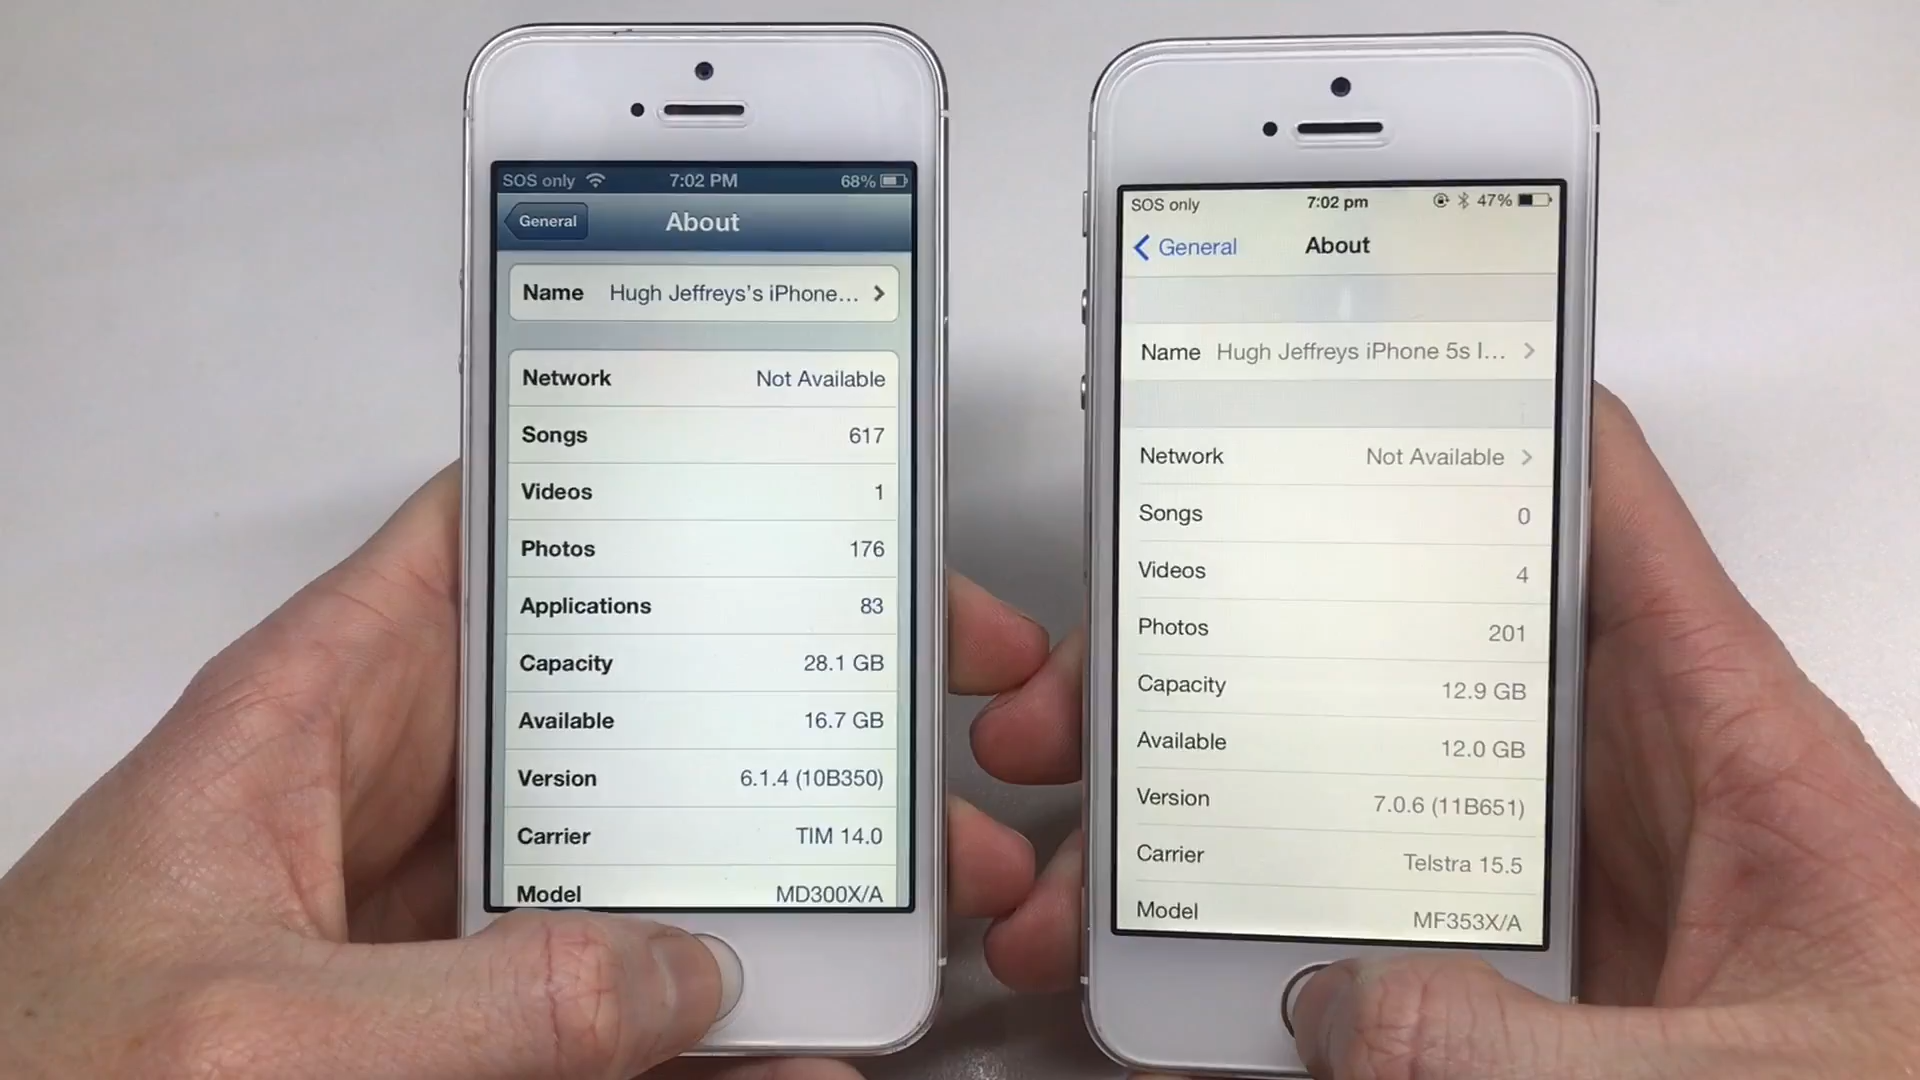 SOS only 7:02 PM 68%
General About
Name Hugh Jeffreys's iPhone...
Network Not Available
Songs 617
Videos 1
Photos 176
Applications 83
Capacity 28.1 GB
Available 16.7 GB
Version 6.1.4 (10B350)
Carrier TIM 14.0
Model MD300X/A
SOS only 7:02 pm 47%
General About
Name Hugh Jeffreys iPhone 5s I...
Network Not Available
Songs 0
Videos 4
Photos 201
Capacity 12.9 GB
Available 12.0 GB
Version 7.0.6 (11B651)
Carrier Telstra 15.5
Model MF353X/A